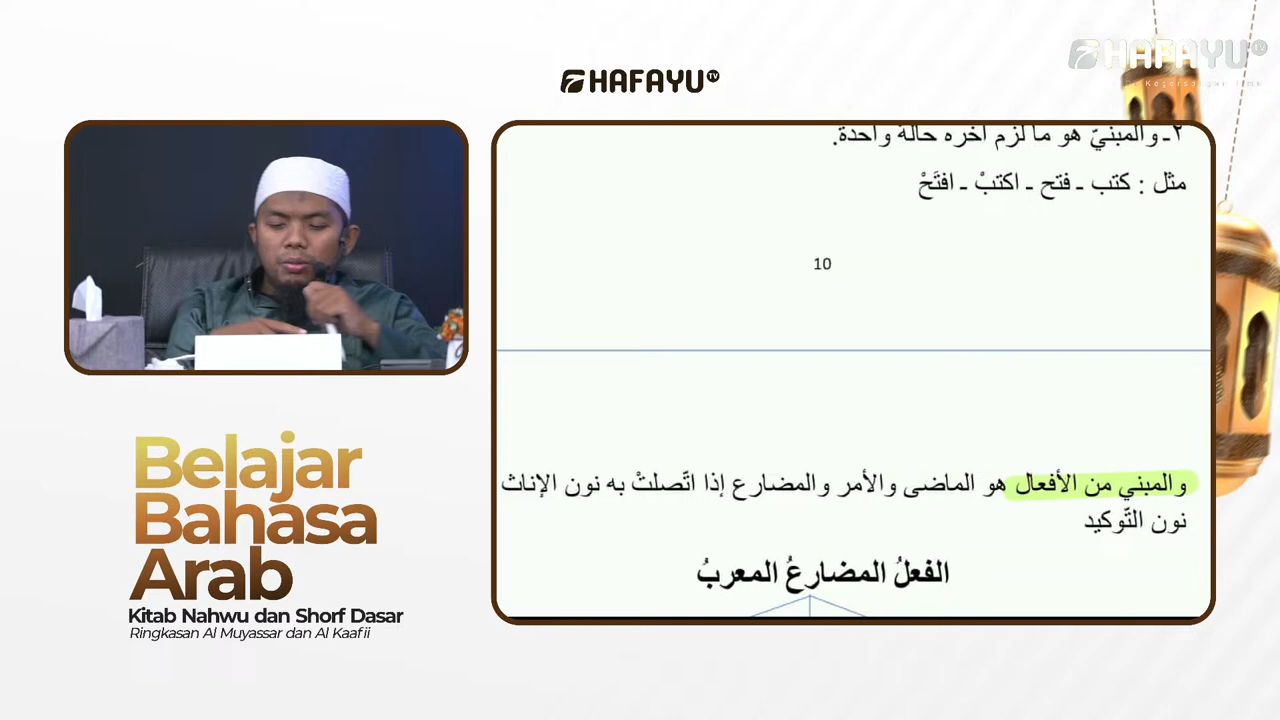 HAFAYU TV
HAFAYU
٢ـ والمبنيّ هو ما لزم آخره حالة واحدة.
مثل : كتب ـ فتح ـ اكتبْ ـ افتَحْ
10
والمبني من الأفعال هو الماضى والأمر والمضارع إذا اتّصلتْ به نون الإناث
نون التّوكيد
الفعلُ المضارعُ المعربُ
Belajar
Bahasa
Arab
Kitab Nahwu dan Shorf Dasar
Ringkasan Al Muyassar dan Al Kaafii